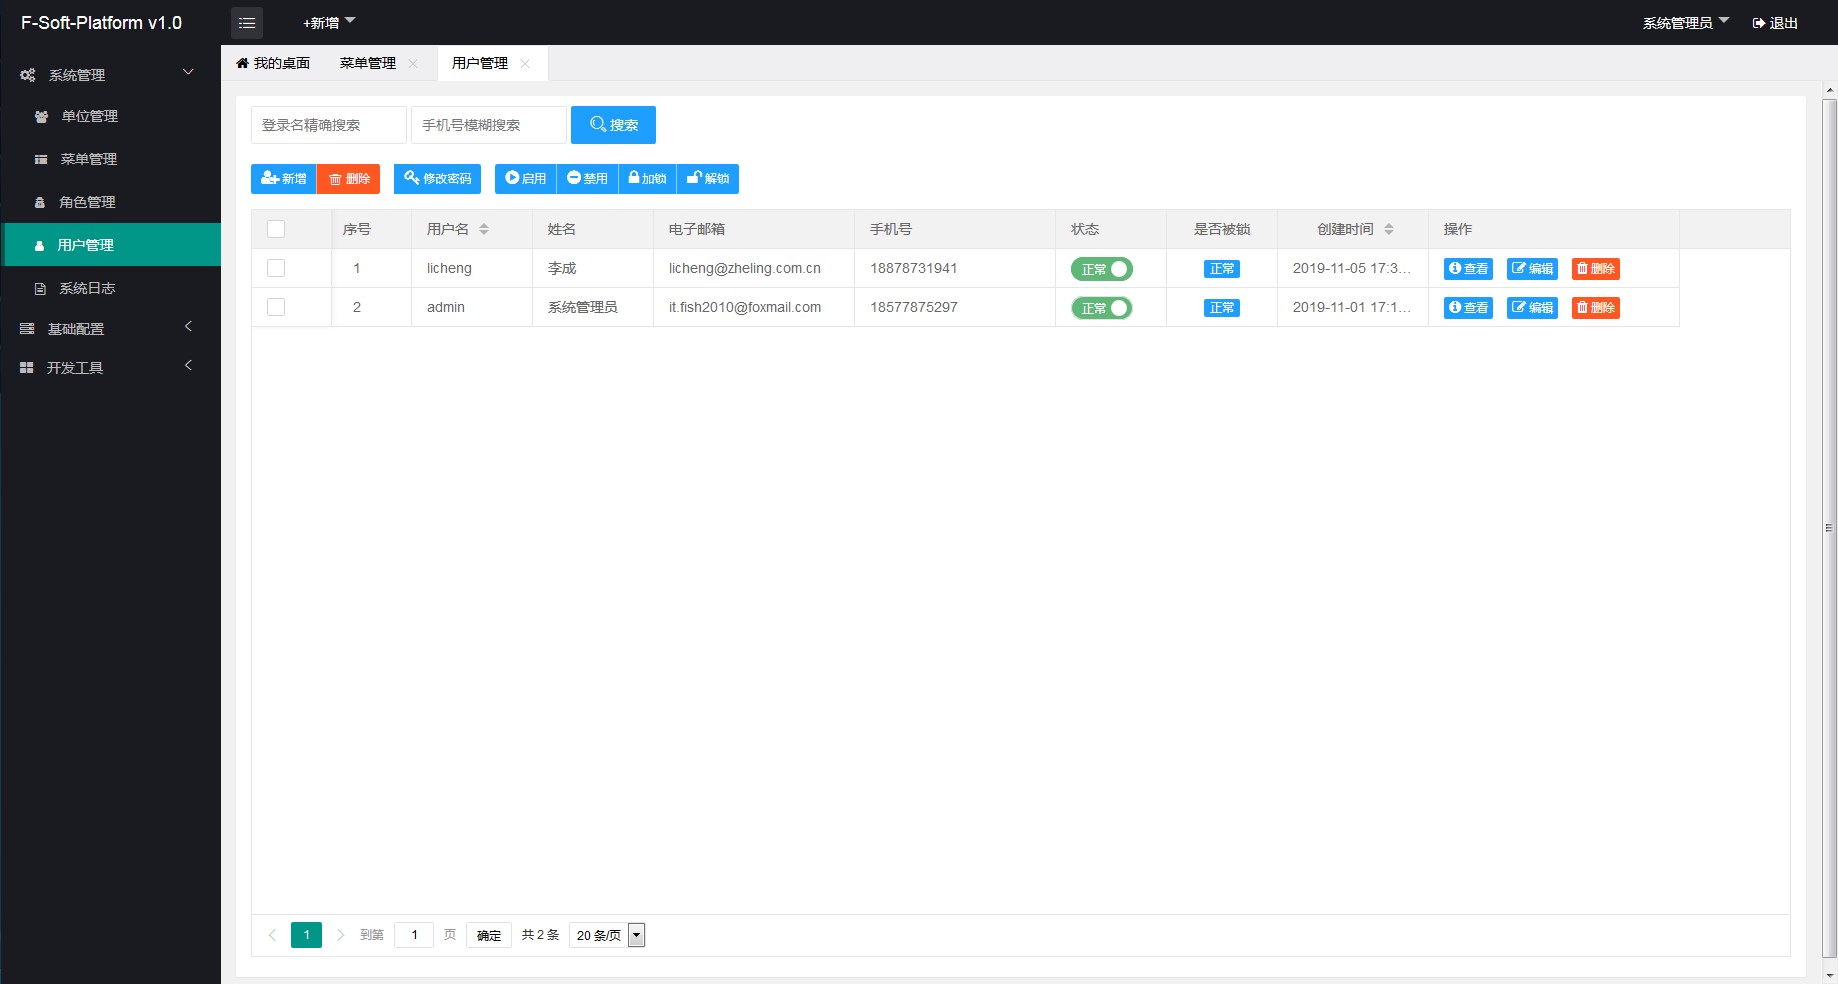 F-Soft-Platform v1.0
+新增
系统管理员
退出
系统管理
单位管理
菜单管理
角色管理
用户管理
系统日志
基础配置
开发工具
我的桌面 菜单管理 用户管理
登录名精确搜索 手机号模糊搜索 搜索
新增 删除 修改密码 启用 禁用 加锁 解锁
序号 用户名 姓名 电子邮箱 手机号 状态 是否被锁 创建时间 操作
1 licheng 李成 licheng@zheling.com.cn 18878731941 正常 正常 2019-11-05 17:3... 查看 编辑 删除
2 admin 系统管理员 it.fish2010@foxmail.com 18577875297 正常 正常 2019-11-01 17:1... 查看 编辑 删除
1 到第 1 页 确定 共 2 条 20 条/页